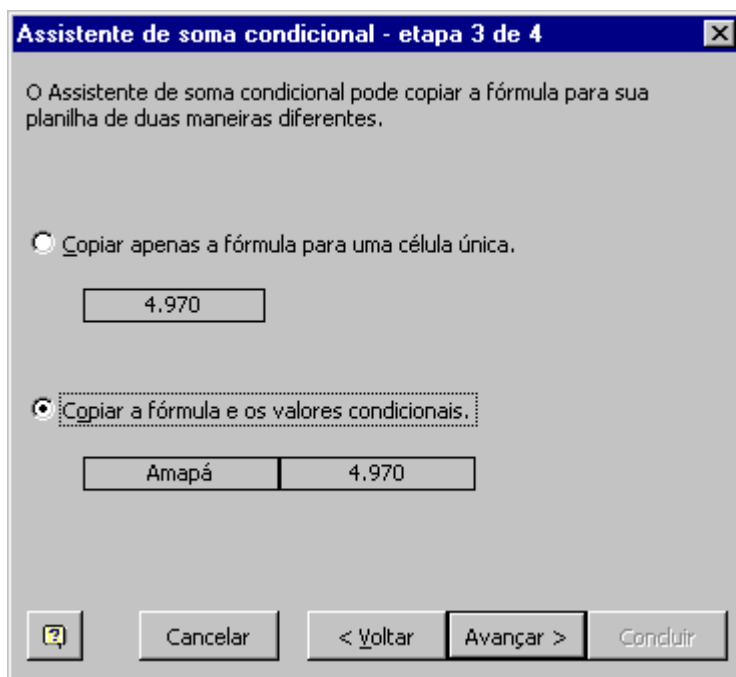 Assistente de soma condicional - etapa 3 de 4
O Assistente de soma condicional pode copiar a fórmula para sua
planilha de duas maneiras diferentes.
Copiar apenas a fórmula para uma célula única.
4.970
Copiar a fórmula e os valores condicionais.
Amapá 4.970
Cancelar < Voltar Avançar > Concluir